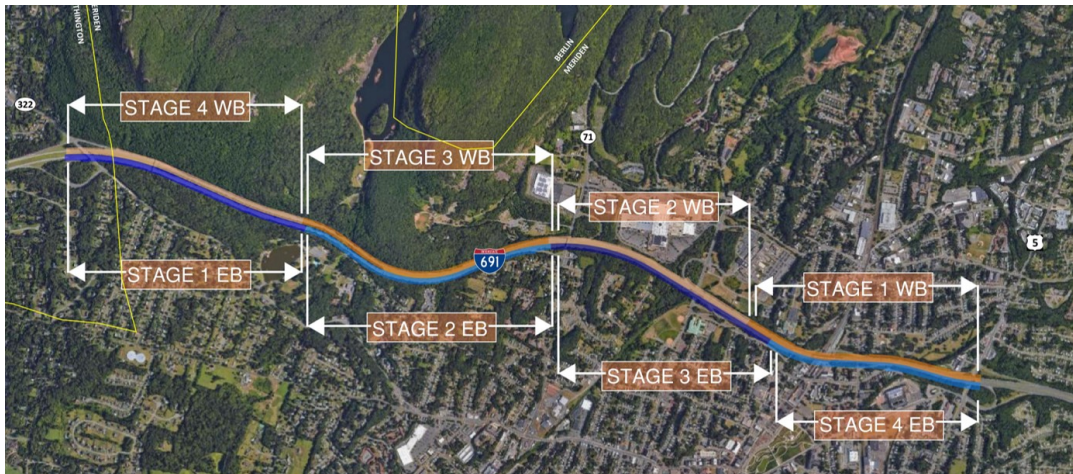 MERIDEN
THINGTON
BERLIN
MERIDEN
322
STAGE 4 WB
71
STAGE 3 WB
STAGE 2 WB
5
691
STAGE 1 EB
STAGE 1 WB
STAGE 2 EB
STAGE 3 EB
STAGE 4 EB